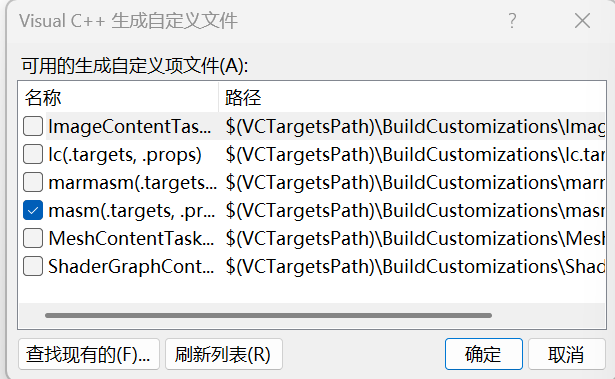 Visual C++ 生成自定义文件
可用的生成自定义项文件(A):
名称 路径
ImageContentTas... $(VCTargetsPath)\BuildCustomizations\Imag
lc(.targets, .props) $(VCTargetsPath)\BuildCustomizations\lc.tar
marmasm(.targets... $(VCTargetsPath)\BuildCustomizations\marm
masm(.targets, .pr... $(VCTargetsPath)\BuildCustomizations\masm
MeshContentTask... $(VCTargetsPath)\BuildCustomizations\Mesh
ShaderGraphCont... $(VCTargetsPath)\BuildCustomizations\Shad
查找现有的(F)... 刷新列表(R) 确定 取消